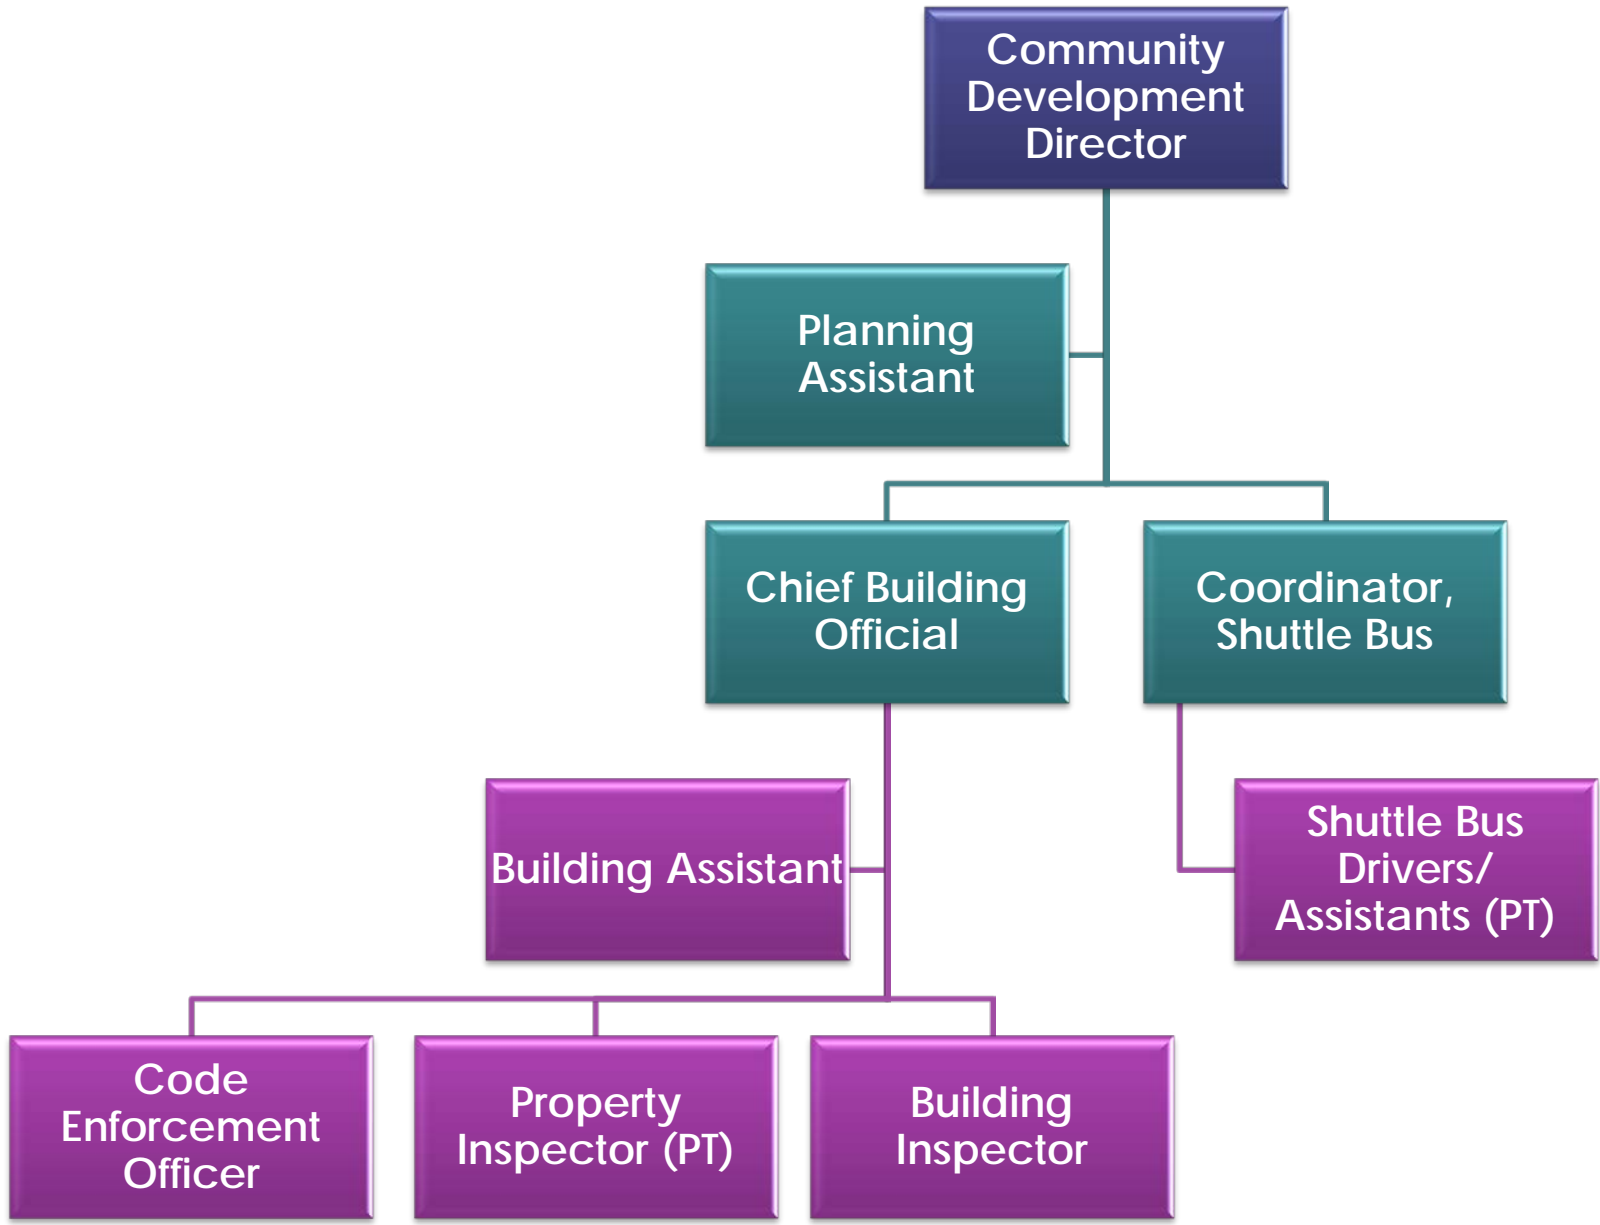 Community
Development
Director
Planning
Assistant
Chief Building
Official
Coordinator,
Shuttle Bus
Building Assistant
Shuttle Bus
Drivers/
Assistants (PT)
Code
Enforcement
Officer
Property
Inspector (PT)
Building
Inspector